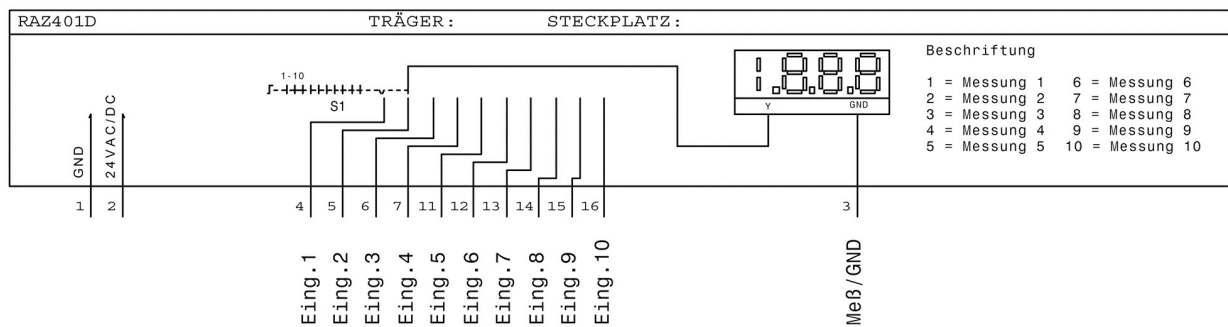 RAZ401D TRÄGER: STECKPLATZ:
Beschriftung
1 = Messung 1 6 = Messung 6
2 = Messung 2 7 = Messung 7
3 = Messung 3 8 = Messung 8
4 = Messung 4 9 = Messung 9
5 = Messung 5 10 = Messung 10
1-10
S1
Y GND
GND
24VAC/DC
1 2 4 5 6 7 11 12 13 14 15 16 3
Eing.1
Eing.2
Eing.3
Eing.4
Eing.5
Eing.6
Eing.7
Eing.8
Eing.9
Eing.10
Meß/GND